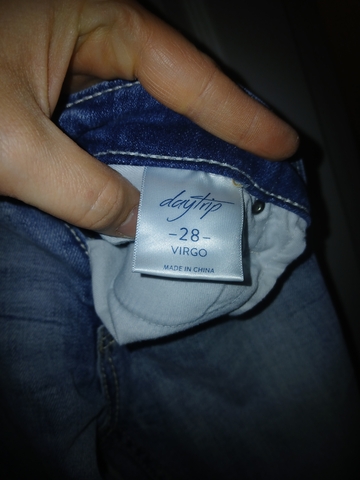 daytrip
-28-
VIRGO
MADE IN CHINA